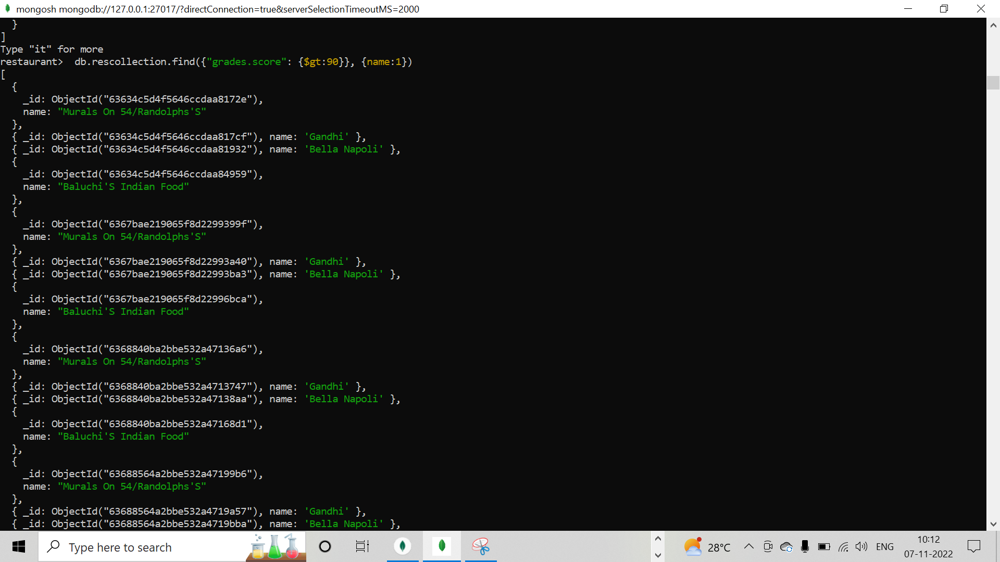 mongosh mongodb://127.0.0.1:27017/?directConnection=true&serverSelectionTimeoutMS=2000
  }
]
Type "it" for more
restaurant>  db.rescollection.find({"grades.score": {$gt:90}}, {name:1})
[
  {
    _id: ObjectId("63634c5d4f5646ccdaa8172e"),
    name: "Murals On 54/Randolphs'S"
  },
  { _id: ObjectId("63634c5d4f5646ccdaa817cf"), name: 'Gandhi' },
  { _id: ObjectId("63634c5d4f5646ccdaa81932"), name: 'Bella Napoli' },
  {
    _id: ObjectId("63634c5d4f5646ccdaa84959"),
    name: "Baluchi'S Indian Food"
  },
  {
    _id: ObjectId("6367bae219065f8d2299399f"),
    name: "Murals On 54/Randolphs'S"
  },
  { _id: ObjectId("6367bae219065f8d22993a40"), name: 'Gandhi' },
  { _id: ObjectId("6367bae219065f8d22993ba3"), name: 'Bella Napoli' },
  {
    _id: ObjectId("6367bae219065f8d22996bca"),
    name: "Baluchi'S Indian Food"
  },
  {
    _id: ObjectId("6368840ba2bbe532a47136a6"),
    name: "Murals On 54/Randolphs'S"
  },
  { _id: ObjectId("6368840ba2bbe532a4713747"), name: 'Gandhi' },
  { _id: ObjectId("6368840ba2bbe532a47138aa"), name: 'Bella Napoli' },
  {
    _id: ObjectId("6368840ba2bbe532a47168d1"),
    name: "Baluchi'S Indian Food"
  },
  {
    _id: ObjectId("63688564a2bbe532a47199b6"),
    name: "Murals On 54/Randolphs'S"
  },
  { _id: ObjectId("63688564a2bbe532a4719a57"), name: 'Gandhi' },
  { _id: ObjectId("63688564a2bbe532a4719bba"), name: 'Bella Napoli' },
Type here to search
28°C
ENG
10:12
07-11-2022